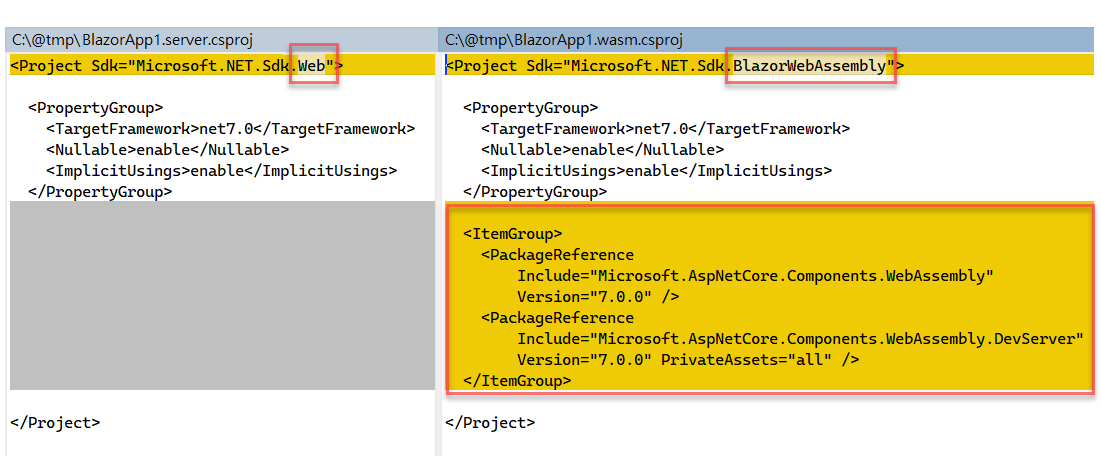 C:\@tmp\BlazorApp1.server.csproj
<Project Sdk="Microsoft.NET.Sdk.Web">
<PropertyGroup>
<TargetFramework>net7.0</TargetFramework>
<Nullable>enable</Nullable>
<ImplicitUsings>enable</ImplicitUsings>
</PropertyGroup>
</Project>
C:\@tmp\BlazorApp1.wasm.csproj
<Project Sdk="Microsoft.NET.Sdk.BlazorWebAssembly">
<PropertyGroup>
<TargetFramework>net7.0</TargetFramework>
<Nullable>enable</Nullable>
<ImplicitUsings>enable</ImplicitUsings>
</PropertyGroup>
<ItemGroup>
<PackageReference
Include="Microsoft.AspNetCore.Components.WebAssembly"
Version="7.0.0" />
<PackageReference
Include="Microsoft.AspNetCore.Components.WebAssembly.DevServer"
Version="7.0.0" PrivateAssets="all" />
</ItemGroup>
</Project>